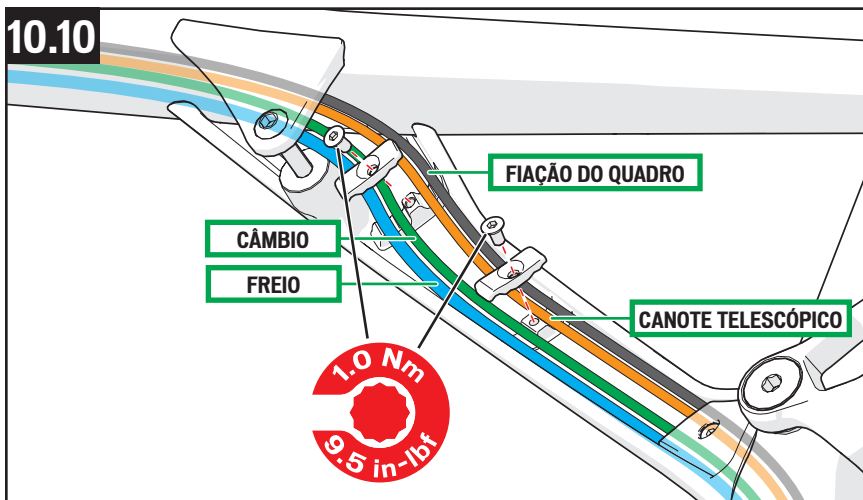 10.10
FIAÇÃO DO QUADRO
CÂMBIO
FREIO
CANOTE TELESCÓPICO
1.0 Nm
9.5 in-lbf